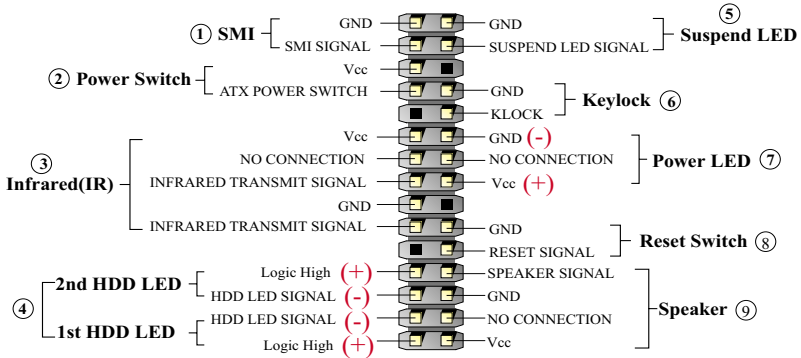 GND GND
① SMI ⑤ Suspend LED
SMI SIGNAL SUSPEND LED SIGNAL
② Power Switch Vcc
ATX POWER SWITCH GND
Keylock ⑥
KLOCK
Vcc GND (-)
③ Infrared(IR) NO CONNECTION NO CONNECTION Power LED ⑦
INFRARED TRANSMIT SIGNAL Vcc (+)
GND
INFRARED TRANSMIT SIGNAL GND
Reset Switch ⑧
RESET SIGNAL
Logic High (+) SPEAKER SIGNAL
④ 2nd HDD LED HDD LED SIGNAL (-) GND
Speaker ⑨
1st HDD LED HDD LED SIGNAL (-) NO CONNECTION
Logic High (+) Vcc